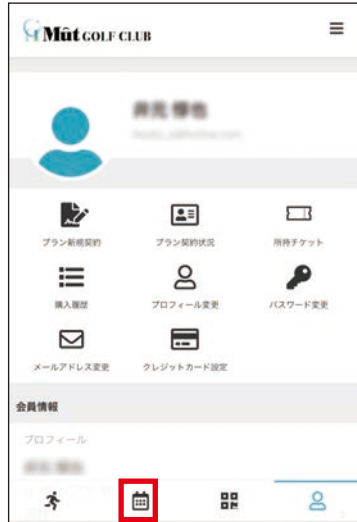 Mût GOLF CLUB
プラン新規契約 プラン契約状況 所持チケット
購入履歴 プロフィール変更 パスワード変更
メールアドレス変更 クレジットカード設定
会員情報
プロフィール